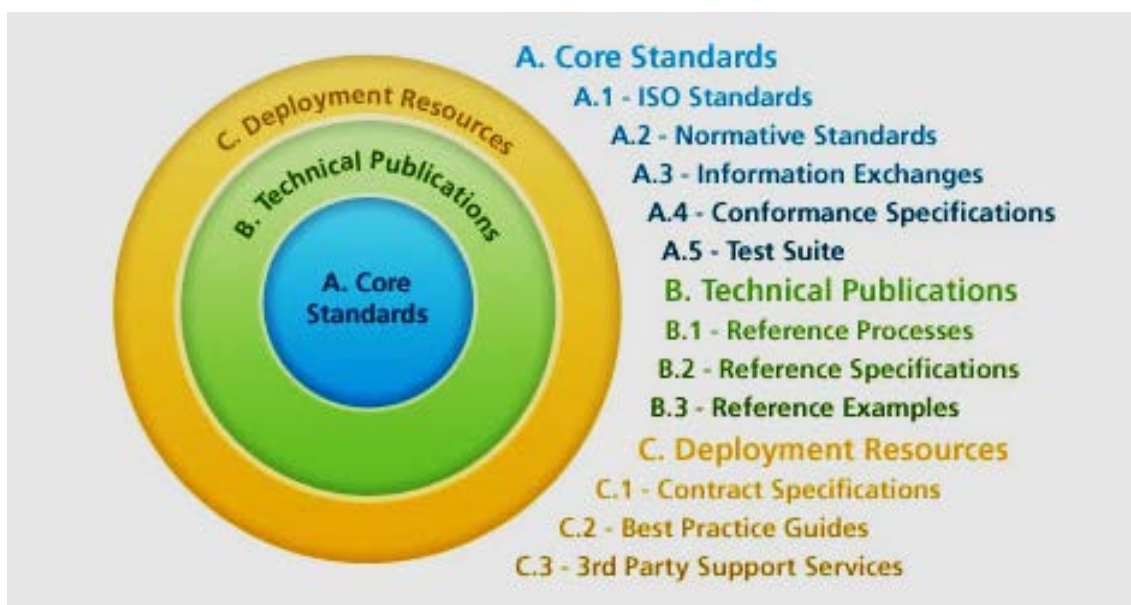 C. Deployment Resources
B. Technical Publications
A. Core
Standards
A. Core Standards
A.1 - ISO Standards
A.2 - Normative Standards
A.3 - Information Exchanges
A.4 - Conformance Specifications
A.5 - Test Suite
B. Technical Publications
B.1 - Reference Processes
B.2 - Reference Specifications
B.3 - Reference Examples
C. Deployment Resources
C.1 - Contract Specifications
C.2 - Best Practice Guides
C.3 - 3rd Party Support Services